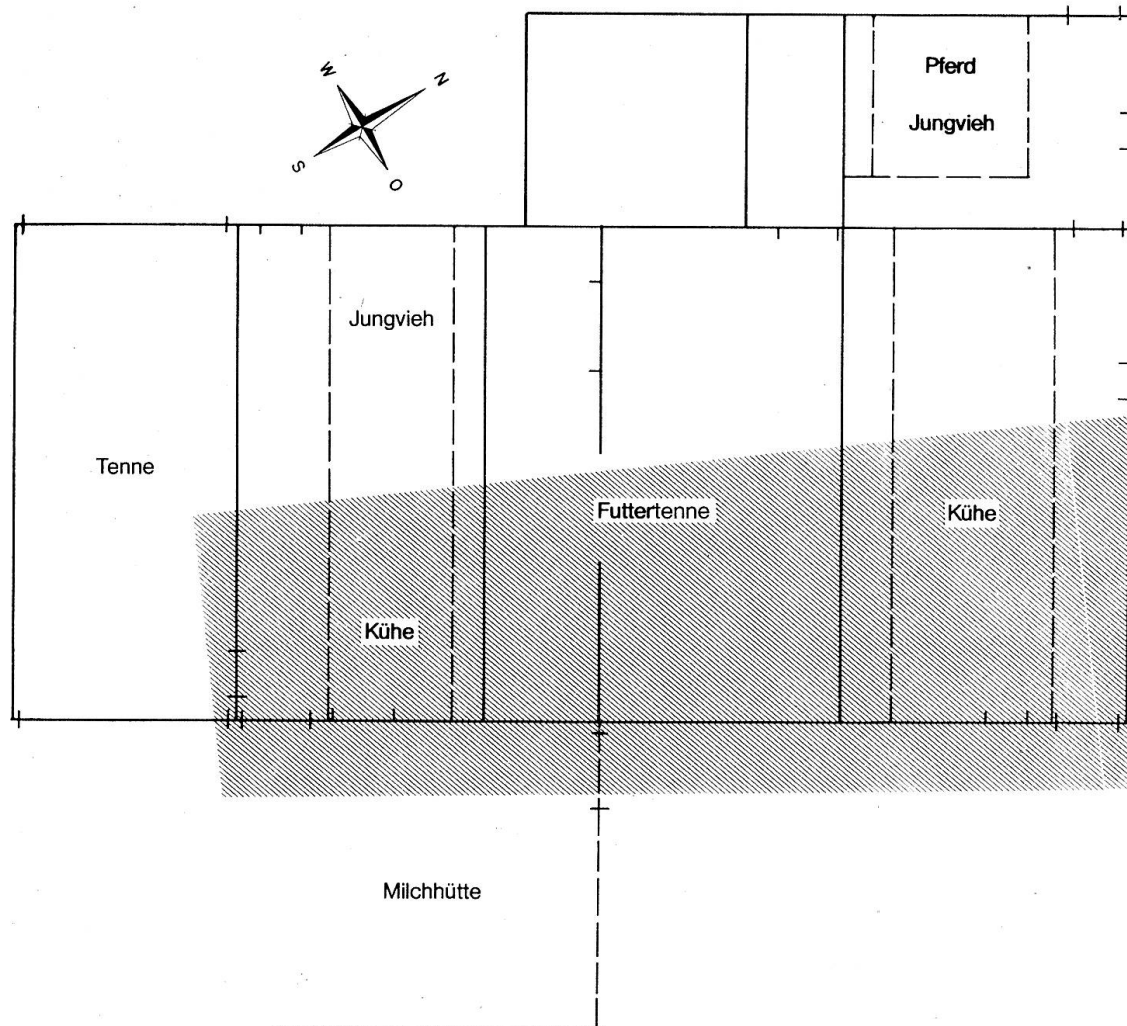 Pferd
Jungvieh
W
N
S
O
Jungvieh
Tenne
Futtertenne
Kühe
Kühe
Milchhütte